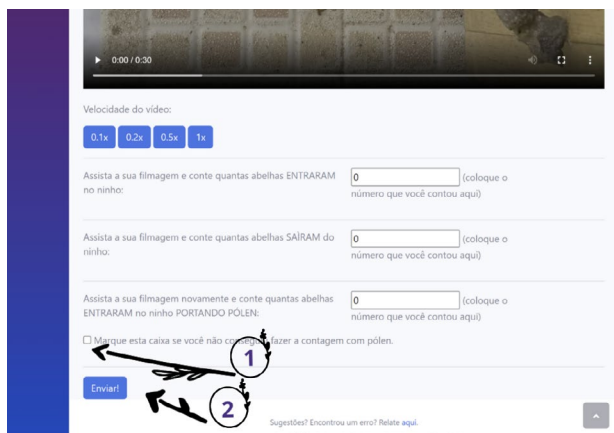 0:00 / 0:30
Velocidade do vídeo:
0.1x 0.2x 0.5x 1x
Assista a sua filmagem e conte quantas abelhas ENTRARAM
no ninho:
0 (coloque o
número que você contou aqui)
Assista a sua filmagem e conte quantas abelhas SAÍRAM do
ninho:
0 (coloque o
número que você contou aqui)
Assista a sua filmagem novamente e conte quantas abelhas
ENTRARAM no ninho PORTANDO PÓLEN:
0 (coloque o
número que você contou aqui)
Marque esta caixa se você não conseguiu fazer a contagem com pólen.
1
Enviar!
2
Sugestões? Encontrou um erro? Relate aqui.